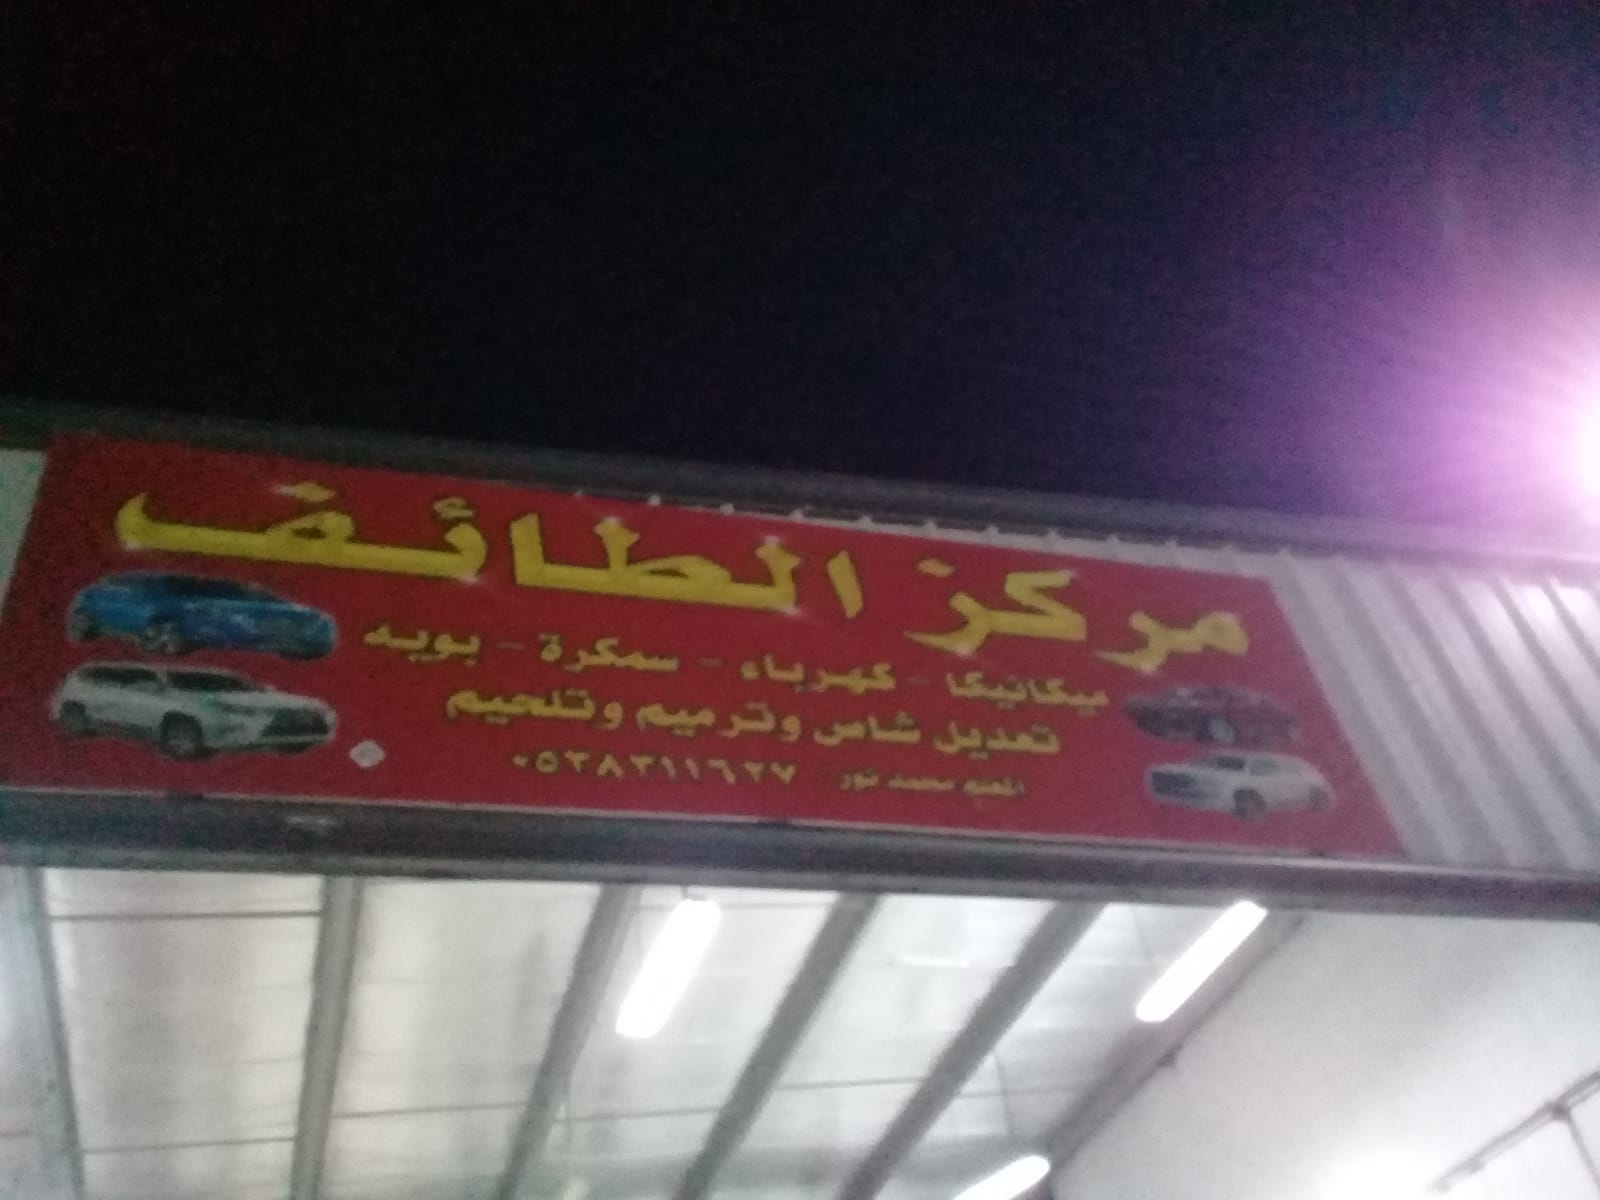 مركز الطائف
ميكانيكا - كهرباء - سمكرة - بويه
تعديل شاص وترميم وتلحيم
المعلم محمد نور ٠٥٣٨٣١١٦٢٧